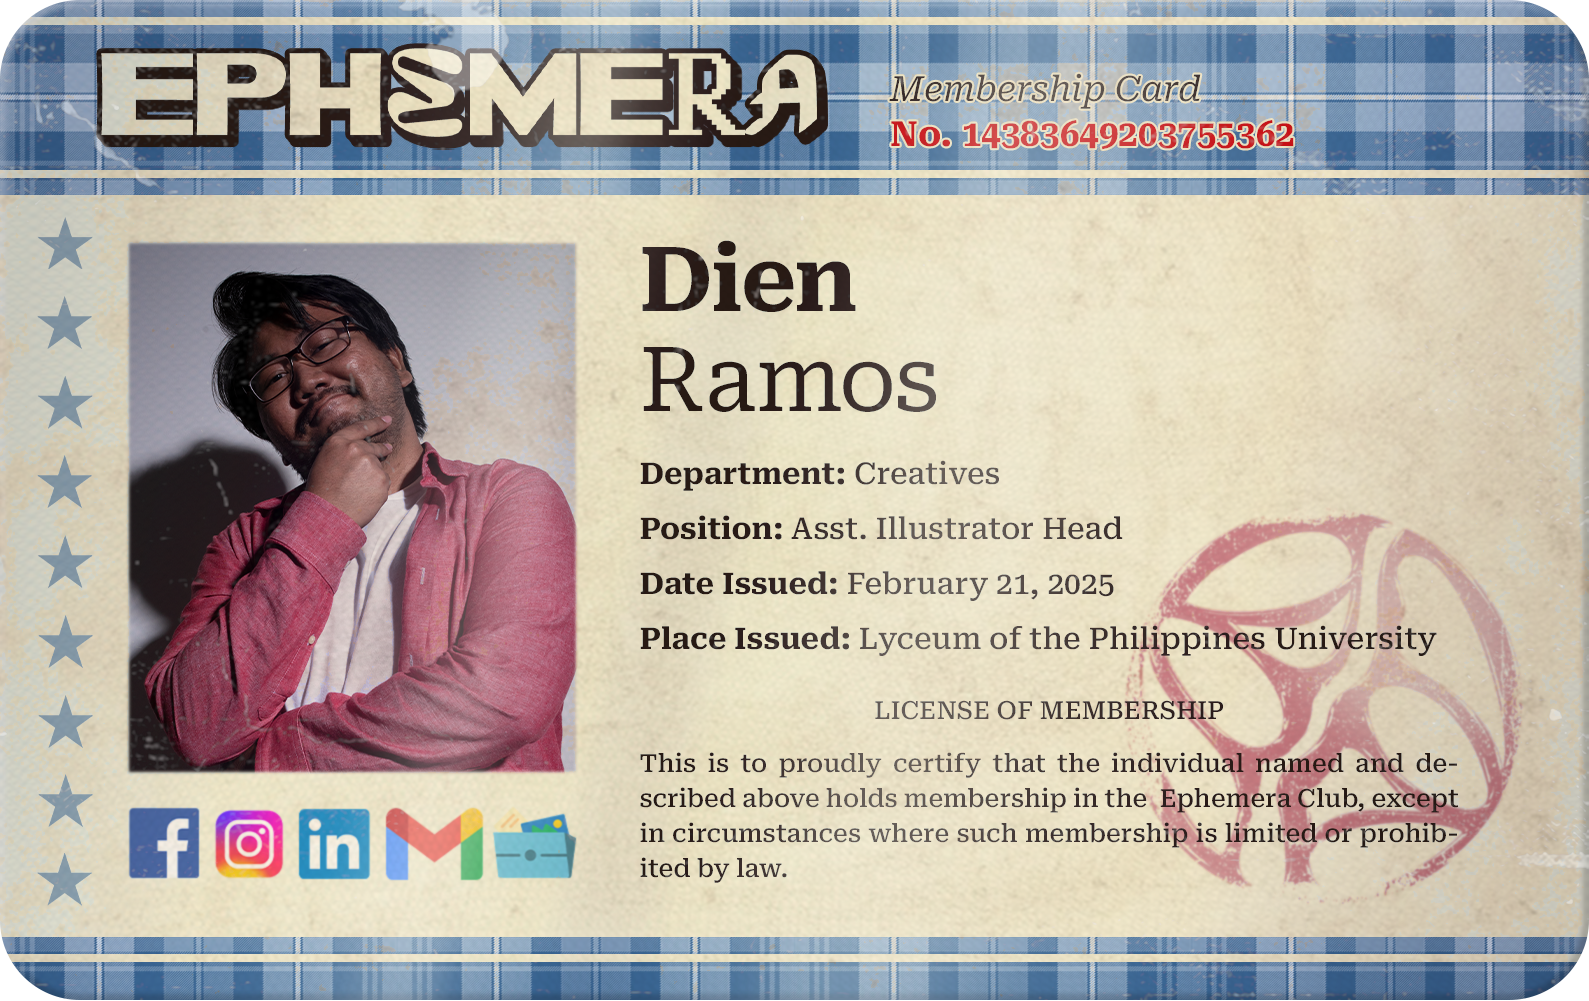 EPHEMERA
Membership Card
No. 14383649203755362
Dien
Ramos
Department: Creatives
Position: Asst. Illustrator Head
Date Issued: February 21, 2025
Place Issued: Lyceum of the Philippines University
LICENSE OF MEMBERSHIP
This is to proudly certify that the individual named and de-
scribed above holds membership in the Ephemera Club, except
in circumstances where such membership is limited or prohib-
ited by law.
f
in
M